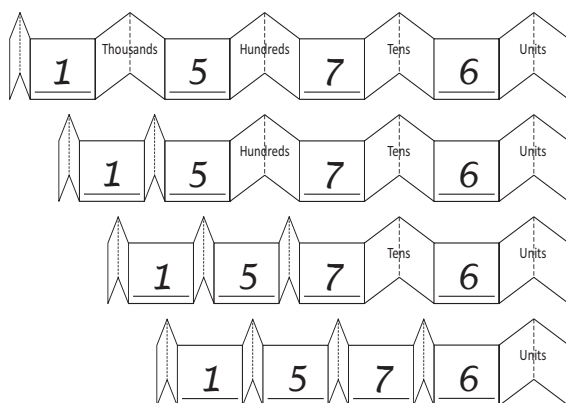 1 Thousands 5 Hundreds 7 Tens 6 Units
1 5 Hundreds 7 Tens 6 Units
1 5 7 Tens 6 Units
1 5 7 6 Units